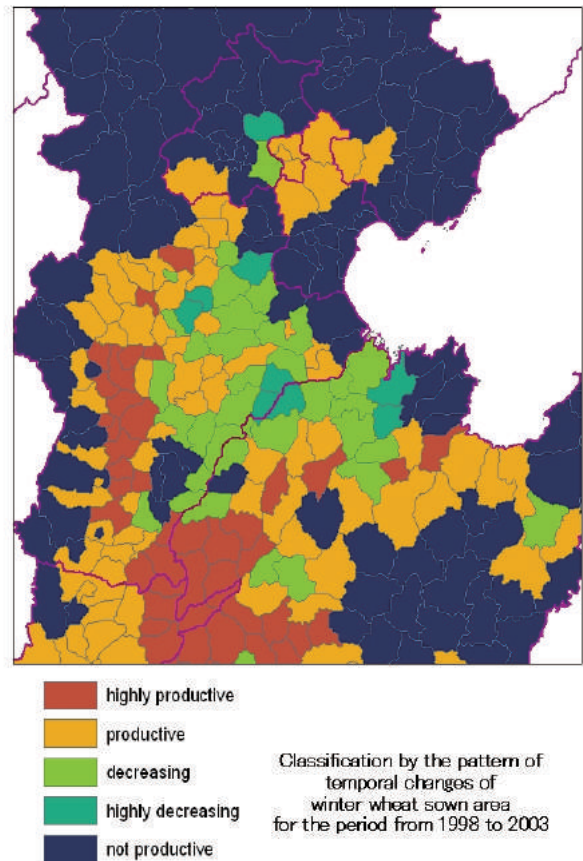 highly productive
productive
decreasing
highly decreasing
not productive
Classification by the pattern of
temporal changes of
winter wheat sown area
for the period from 1998 to 2003